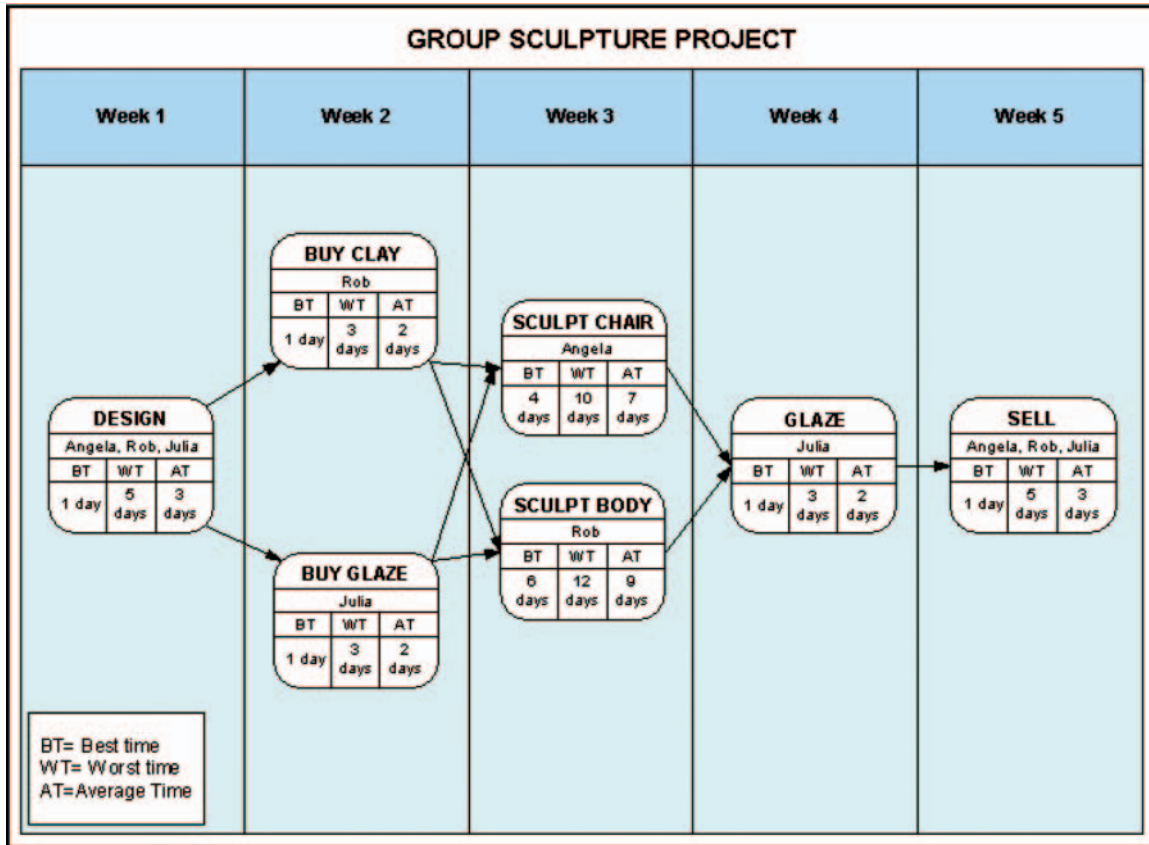 GROUP SCULPTURE PROJECT
Week 1
Week 2
Week 3
Week 4
Week 5
DESIGN
Angela, Rob, Julia
BT WT AT
1 day 5 days 3 days
BUY CLAY
Rob
BT WT AT
1 day 3 days 2 days
BUY GLAZE
Julia
BT WT AT
1 day 3 days 2 days
SCULPT CHAIR
Angela
BT WT AT
4 days 10 days 7 days
SCULPT BODY
Rob
BT WT AT
6 days 12 days 9 days
GLAZE
Julia
BT WT AT
1 day 3 days 2 days
SELL
Angela, Rob, Julia
BT WT AT
1 day 5 days 3 days
BT= Best time
WT= Worst time
AT=Average Time